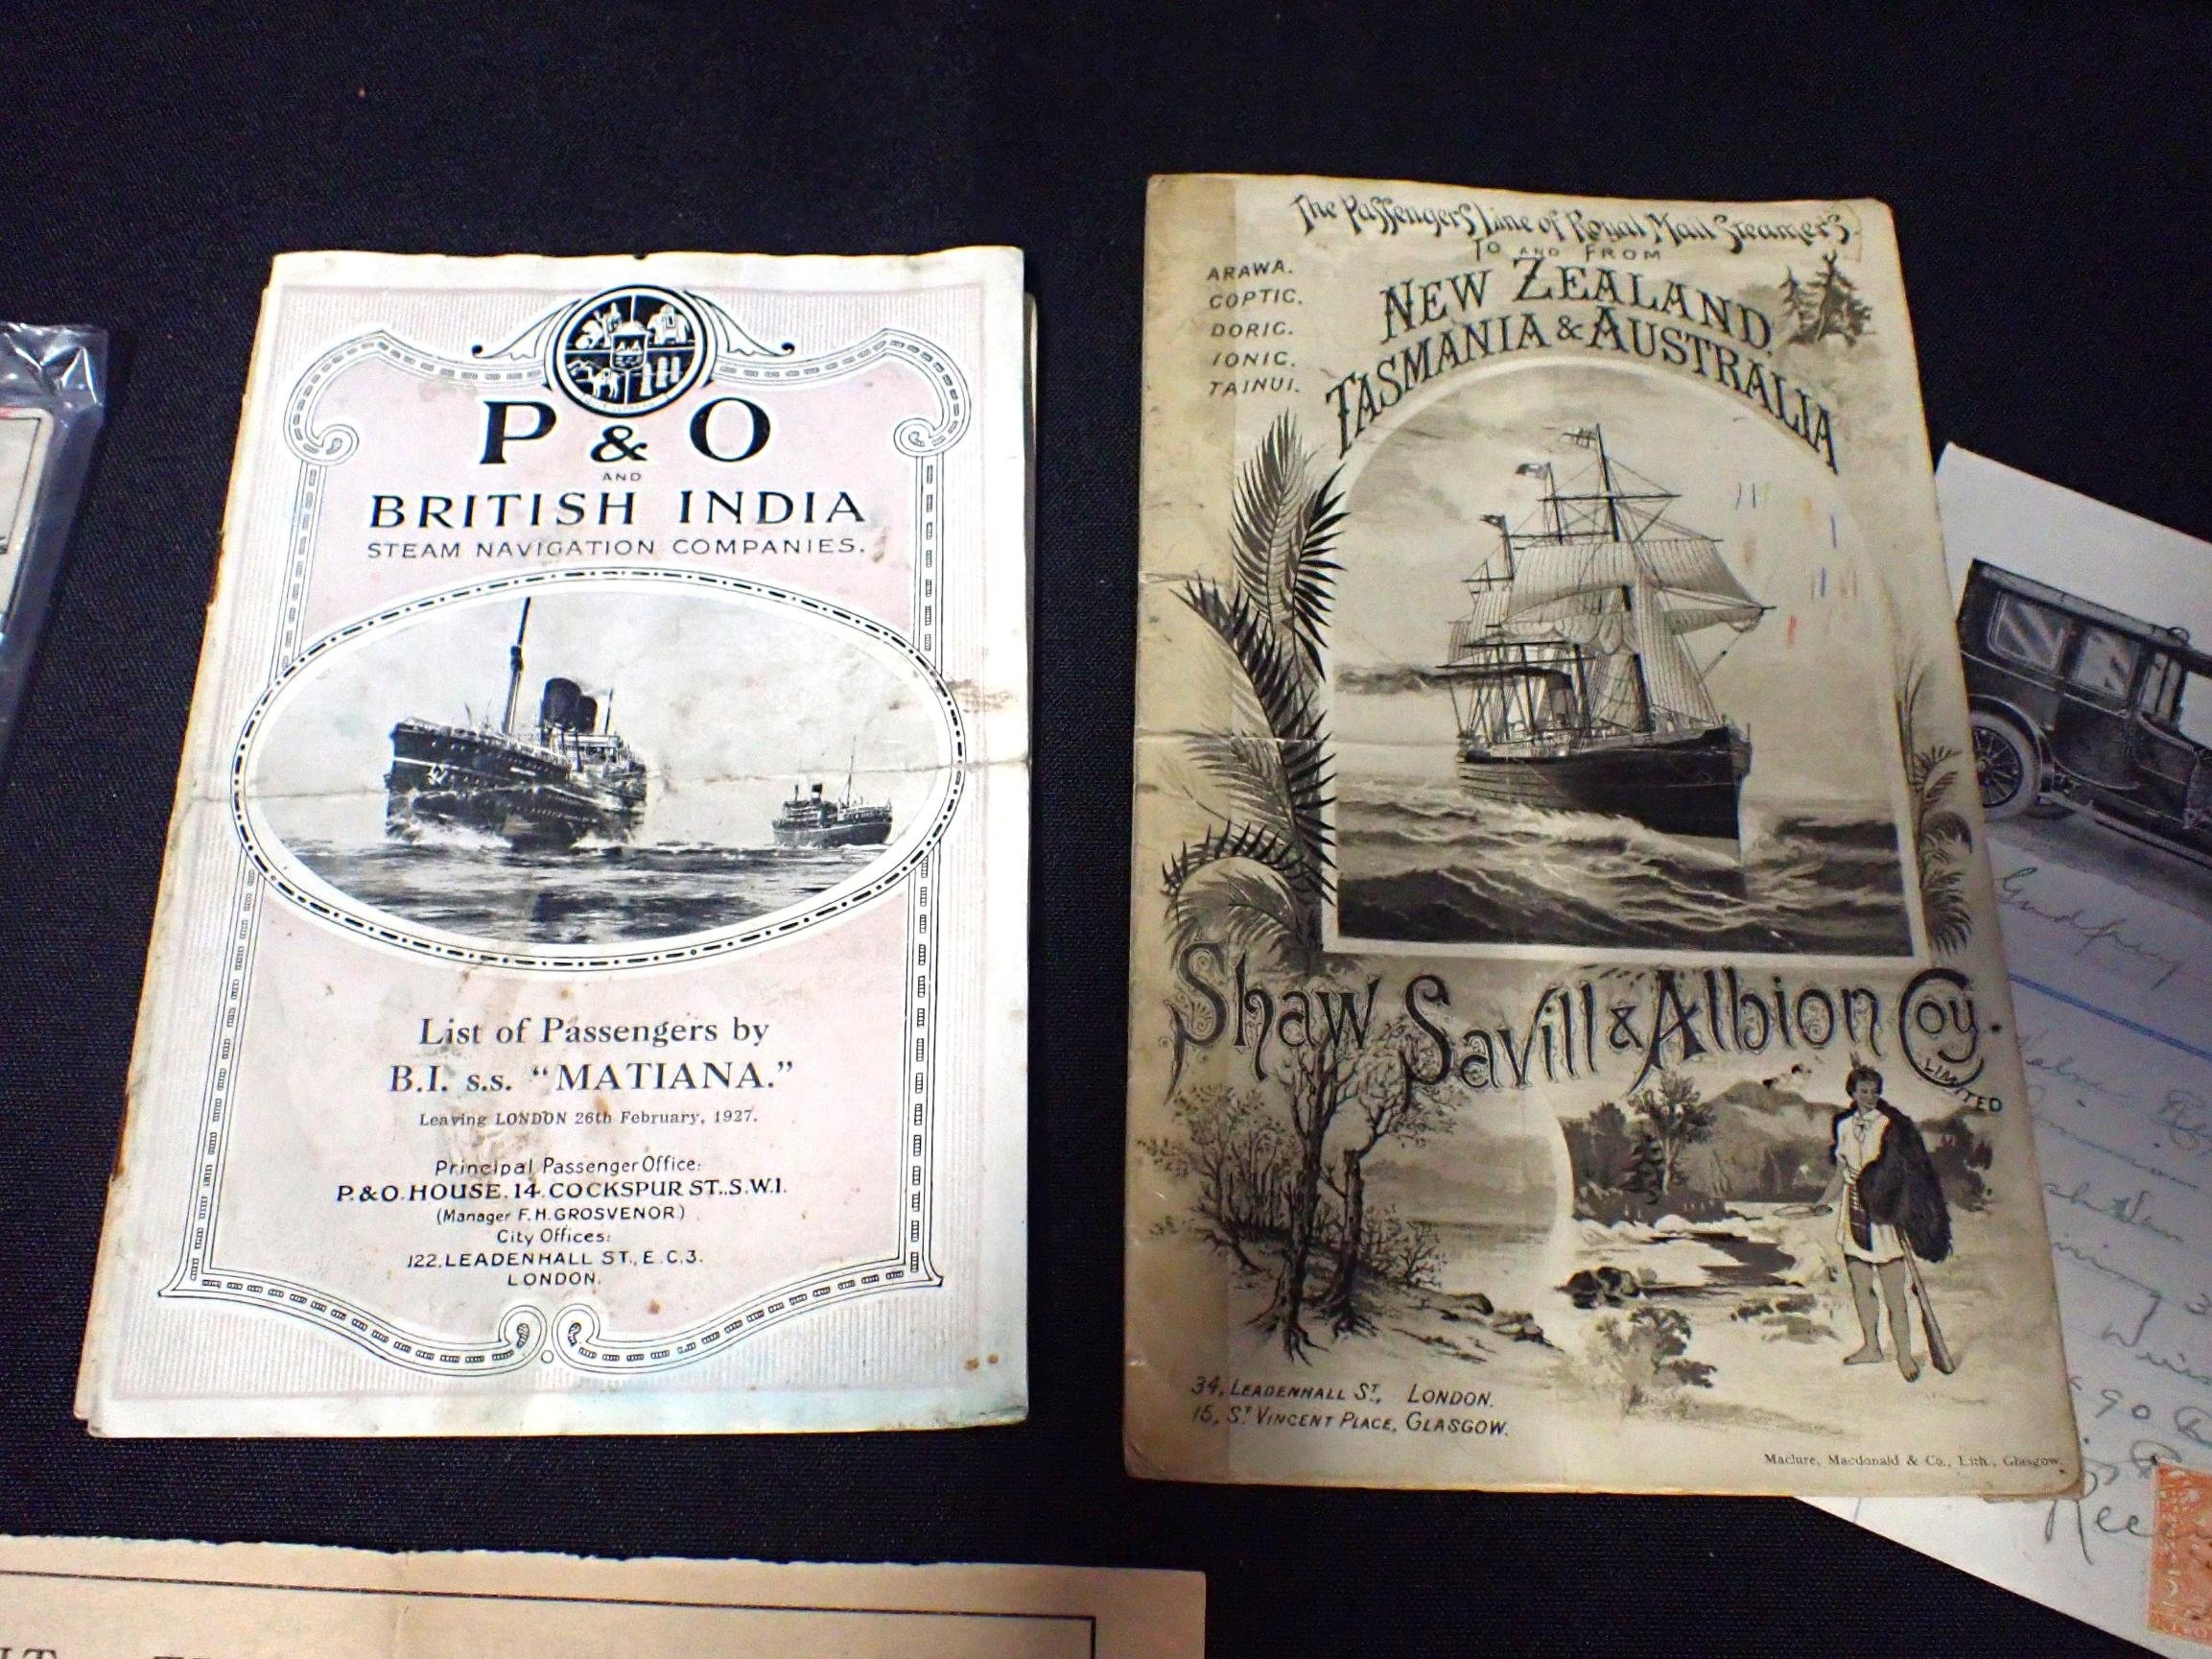 P & O
AND
BRITISH INDIA
STEAM NAVIGATION COMPANIES.
List of Passengers by
B.I. s.s. "MATIANA."
Leaving LONDON 26th February, 1927.
Principal Passenger Office:
P.&O.HOUSE, 14, COCKSPUR ST., S.W.1.
(Manager F.H. GROSVENOR)
City Offices:
122, LEADENHALL ST., E.C.3.
LONDON.
The Passengers Line of Royal Mail Steamers
TO AND FROM
NEW ZEALAND,
TASMANIA & AUSTRALIA
ARAWA.
COPTIC.
DORIC.
IONIC.
TAINUI.
Shaw Savill & Albion Coy.
LIMITED
34, LEADENHALL ST., LONDON.
15, ST VINCENT PLACE, GLASGOW.
Maclure, Macdonald & Co., Lith., Glasgow.